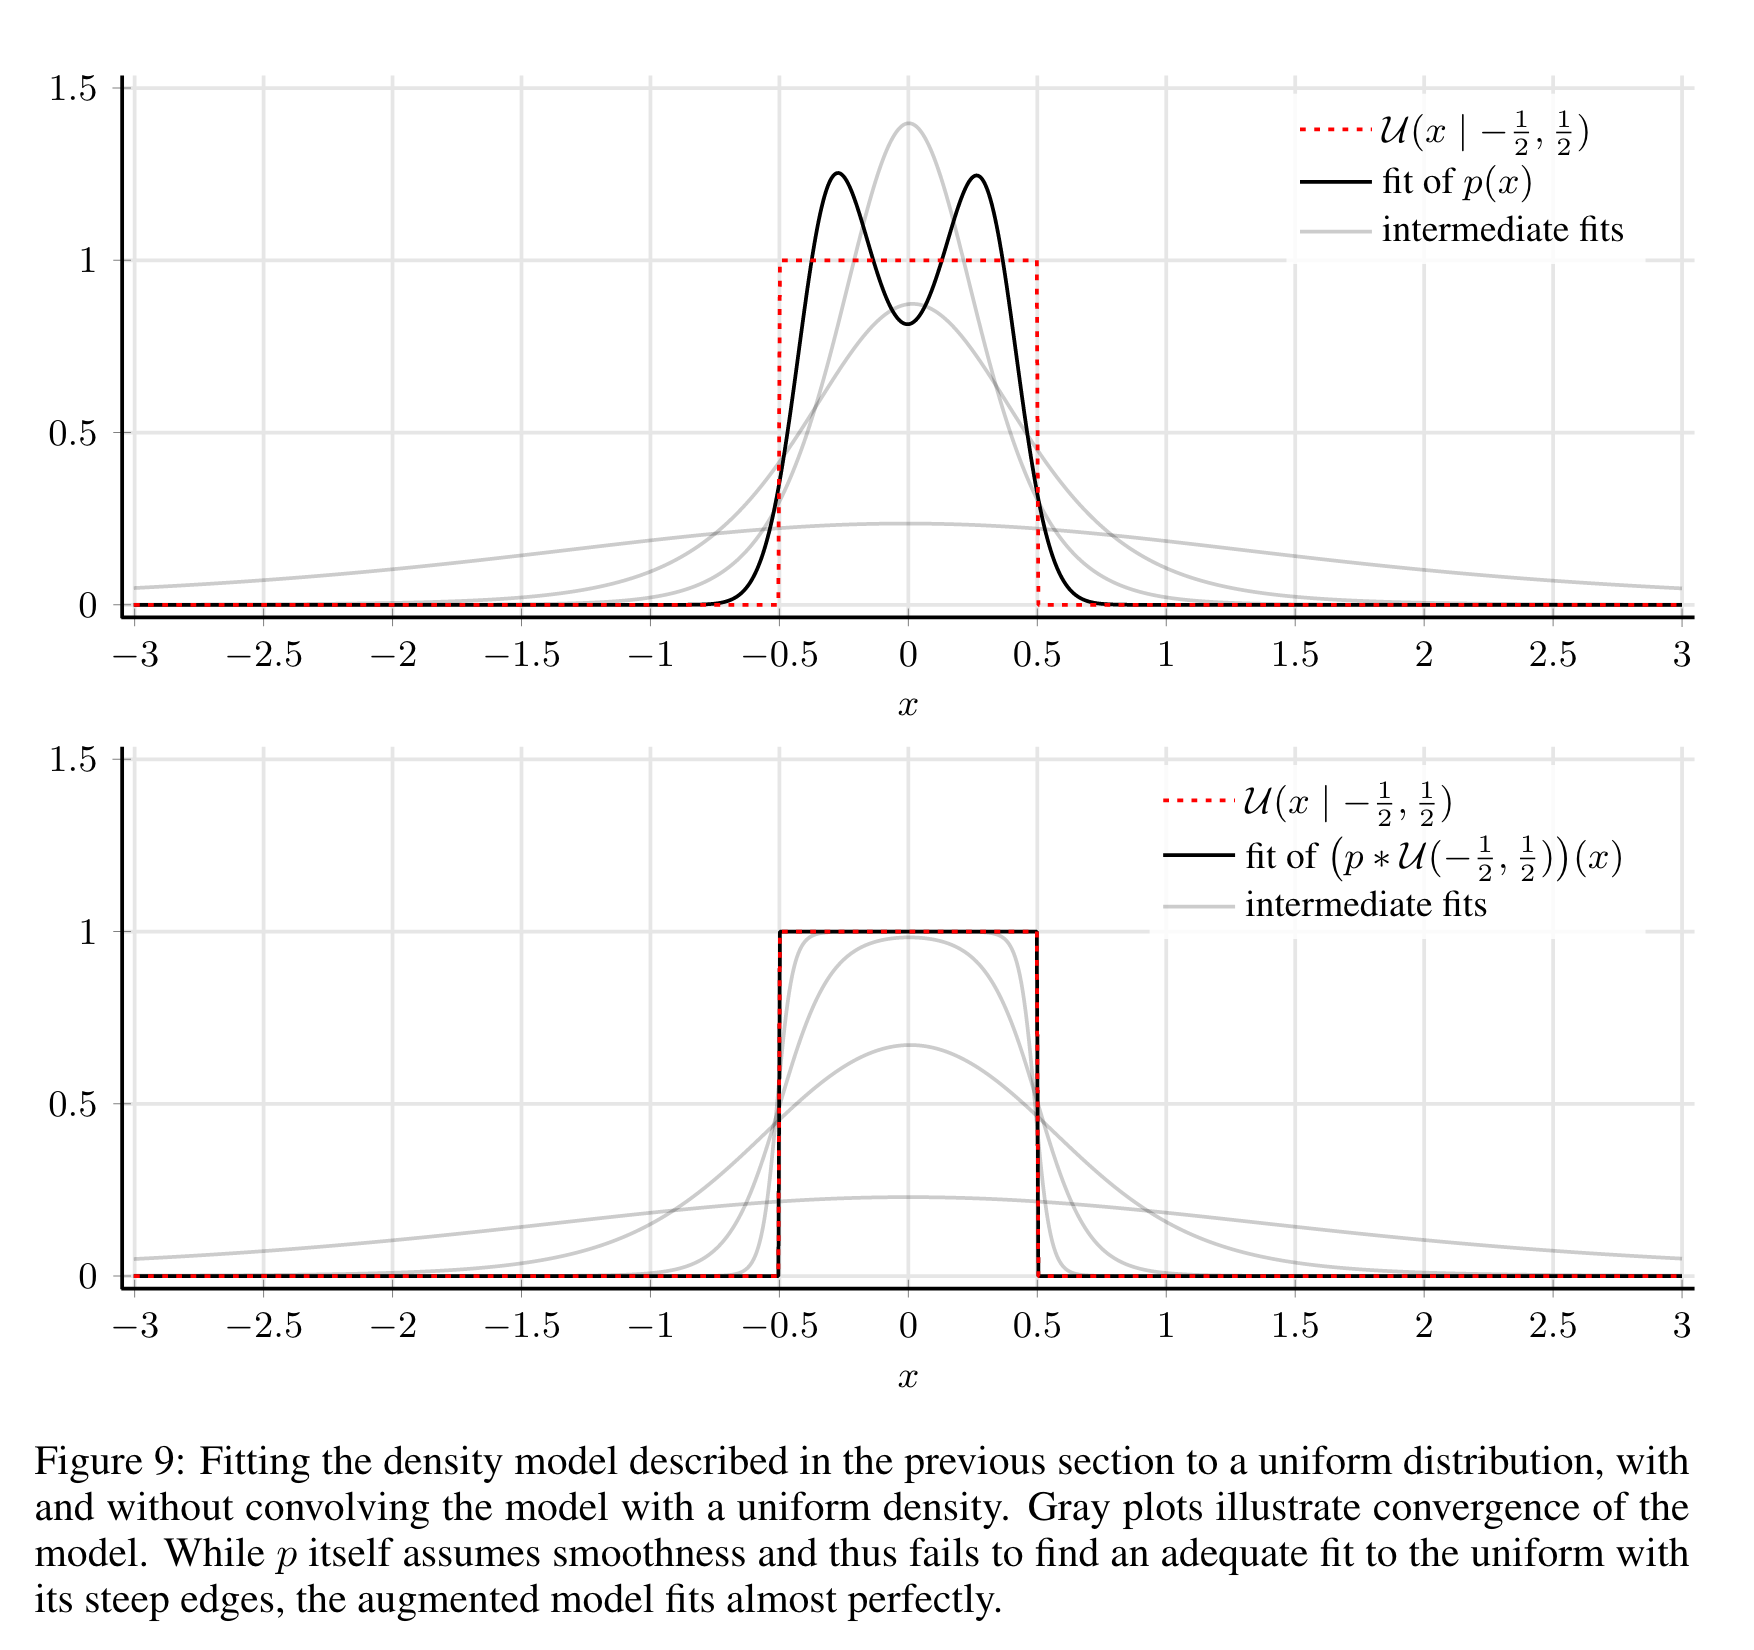 1.5
𝒰(x | −1/2, 1/2)
fit of p(x)
intermediate fits
1
0.5
0
−3 −2.5 −2 −1.5 −1 −0.5 0 0.5 1 1.5 2 2.5 3
x
1.5
𝒰(x | −1/2, 1/2)
fit of (p ∗ 𝒰(−1/2, 1/2))(x)
intermediate fits
1
0.5
0
−3 −2.5 −2 −1.5 −1 −0.5 0 0.5 1 1.5 2 2.5 3
x
Figure 9: Fitting the density model described in the previous section to a uniform distribution, with
and without convolving the model with a uniform density. Gray plots illustrate convergence of the
model. While p itself assumes smoothness and thus fails to find an adequate fit to the uniform with
its steep edges, the augmented model fits almost perfectly.